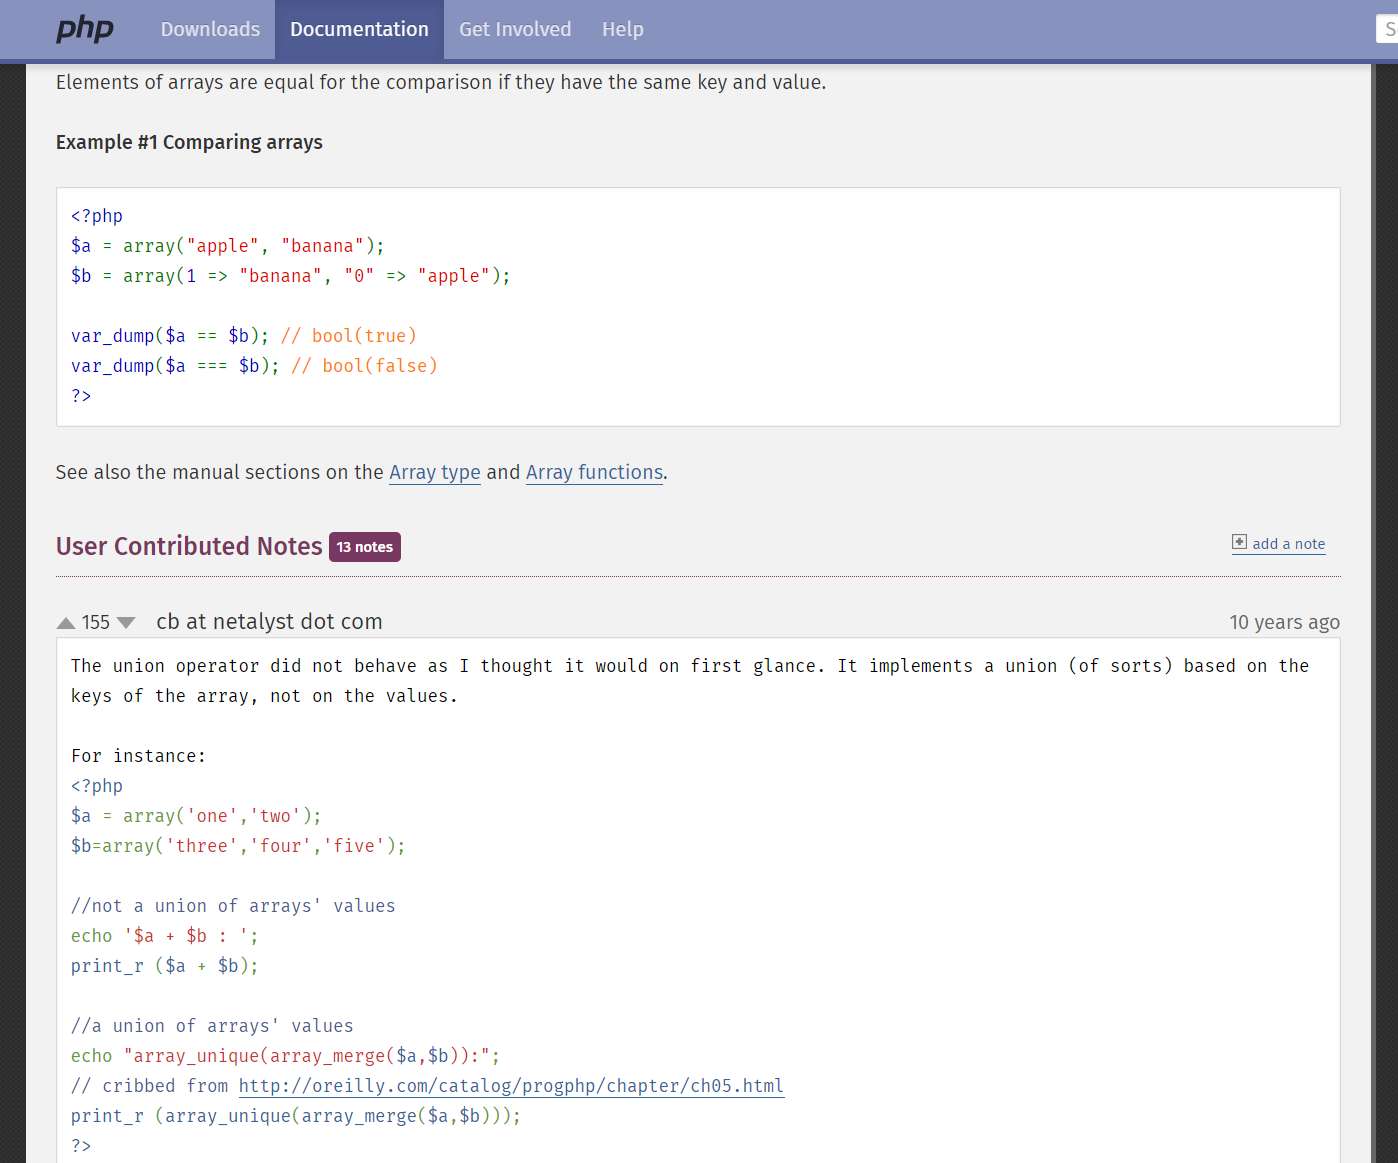 php Downloads Documentation Get Involved Help S
Elements of arrays are equal for the comparison if they have the same key and value.
Example #1 Comparing arrays
<?php
$a = array("apple", "banana");
$b = array(1 => "banana", "0" => "apple");
var_dump($a == $b); // bool(true)
var_dump($a === $b); // bool(false)
?>
See also the manual sections on the Array type and Array functions.
User Contributed Notes 13 notes add a note
155 cb at netalyst dot com 10 years ago
The union operator did not behave as I thought it would on first glance. It implements a union (of sorts) based on the
keys of the array, not on the values.
For instance:
<?php
$a = array('one','two');
$b=array('three','four','five');
//not a union of arrays' values
echo '$a + $b : ';
print_r ($a + $b);
//a union of arrays' values
echo "array_unique(array_merge($a,$b)):";
// cribbed from http://oreilly.com/catalog/progphp/chapter/ch05.html
print_r (array_unique(array_merge($a,$b)));
?>